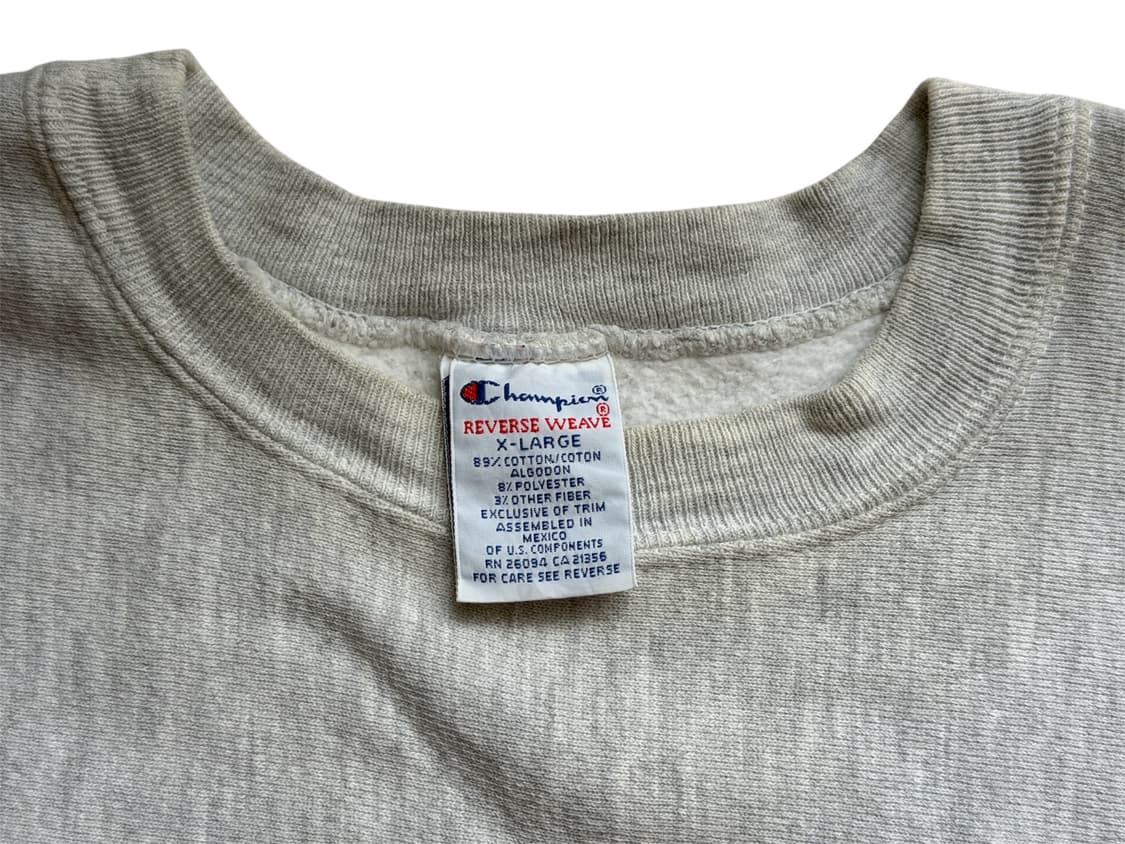 Champion®
REVERSE WEAVE®
X-LARGE
89% COTTON/COTON
ALGODON
8% POLYESTER
3% OTHER FIBER
EXCLUSIVE OF TRIM
ASSEMBLED IN
MEXICO
OF U.S. COMPONENTS
RN 26094 CA 21356
FOR CARE SEE REVERSE